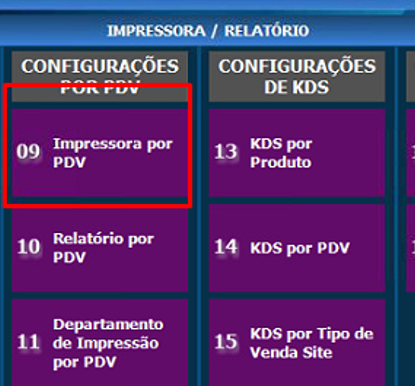 IMPRESSORA / RELATÓRIO
CONFIGURAÇÕES
POR PDV
CONFIGURAÇÕES
DE KDS
09 Impressora por
PDV
13 KDS por
Produto
10 Relatório por
PDV
14 KDS por PDV
11 Departamento
de Impressão
por PDV
15 KDS por Tipo de
Venda Site